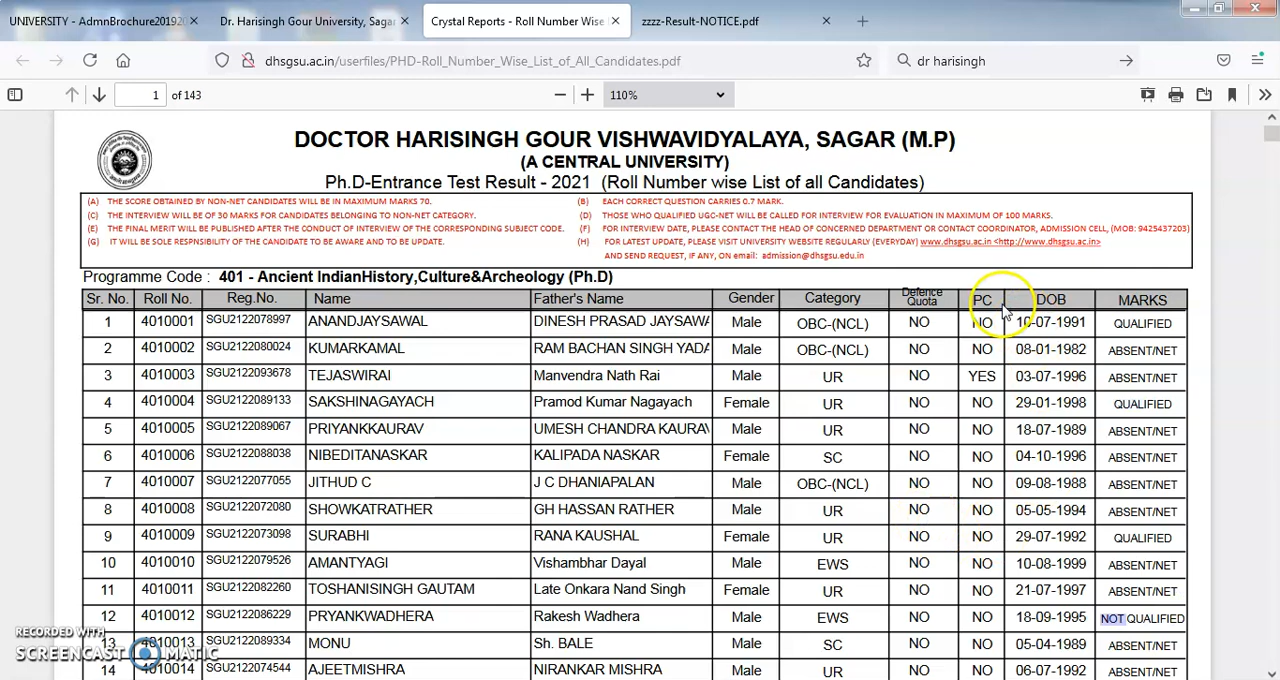 UNIVERSITY - AdmnBrochure201920
Dr. Harisingh Gour University, Sagar
Crystal Reports - Roll Number Wise
zzzz-Result-NOTICE.pdf
dhsgsu.ac.in/userfiles/PHD-Roll_Number_Wise_List_of_All_Candidates.pdf
dr harisingh
1 of 143
110%
DOCTOR HARISINGH GOUR VISHWAVIDYALAYA, SAGAR (M.P)
(A CENTRAL UNIVERSITY)
Ph.D-Entrance Test Result - 2021 (Roll Number wise List of all Candidates)
(A) THE SCORE OBTAINED BY NON-NET CANDIDATES WILL BE IN MAXIMUM MARKS 70. (B) EACH CORRECT QUESTION CARRIES 0.7 MARK.
(C) THE INTERVIEW WILL BE OF 30 MARKS FOR CANDIDATES BELONGING TO NON-NET CATEGORY. (D) THOSE WHO QUALIFIED UGC-NET WILL BE CALLED FOR INTERVIEW FOR EVALUATION IN MAXIMUM OF 100 MARKS.
(E) THE FINAL MERIT WILL BE PUBLISHED AFTER THE CONDUCT OF INTERVIEW OF THE CORRESPONDING SUBJECT CODE. (F) FOR INTERVIEW DATE, PLEASE CONTACT THE HEAD OF CONCERNED DEPARTMENT OR CONTACT COORDINATOR, ADMISSION CELL, (MOB: 9425437203)
(G) IT WILL BE SOLE RESPNSIBILITY OF THE CANDIDATE TO BE AWARE AND TO BE UPDATE. (H) FOR LATEST UPDATE, PLEASE VISIT UNIVERSITY WEBSITE REGULARLY (EVERYDAY) www.dhsgsu.ac.in <http://www.dhsgsu.ac.in>
AND SEND REQUEST, IF ANY, ON email: admission@dhsgsu.edu.in
Programme Code : 401 - Ancient IndianHistory,Culture&Archeology (Ph.D)
Sr. No. Roll No. Reg.No. Name Father's Name Gender Category Defence Quota PC DOB MARKS
1 4010001 SGU2122078997 ANANDJAYSAWAL DINESH PRASAD JAYSAWA Male OBC-(NCL) NO NO 10-07-1991 QUALIFIED
2 4010002 SGU2122080024 KUMARKAMAL RAM BACHAN SINGH YADA Male OBC-(NCL) NO NO 08-01-1982 ABSENT/NET
3 4010003 SGU2122093678 TEJASWIRAI Manvendra Nath Rai Male UR NO YES 03-07-1996 ABSENT/NET
4 4010004 SGU2122089133 SAKSHINAGAYACH Pramod Kumar Nagayach Female UR NO NO 29-01-1998 QUALIFIED
5 4010005 SGU2122089067 PRIYANKKAURAV UMESH CHANDRA KAURAV Male UR NO NO 18-07-1989 ABSENT/NET
6 4010006 SGU2122088038 NIBEDITANASKAR KALIPADA NASKAR Female SC NO NO 04-10-1996 ABSENT/NET
7 4010007 SGU2122077055 JITHUD C J C DHANIAPALAN Male OBC-(NCL) NO NO 09-08-1988 ABSENT/NET
8 4010008 SGU2122072080 SHOWKATRATHER GH HASSAN RATHER Male UR NO NO 05-05-1994 ABSENT/NET
9 4010009 SGU2122073098 SURABHI RANA KAUSHAL Female UR NO NO 29-07-1992 QUALIFIED
10 4010010 SGU2122079526 AMANTYAGI Vishambhar Dayal Male EWS NO NO 10-08-1999 ABSENT/NET
11 4010011 SGU2122082260 TOSHANISINGH GAUTAM Late Onkara Nand Singh Female UR NO NO 21-07-1997 ABSENT/NET
12 4010012 SGU2122086229 PRYANKWADHERA Rakesh Wadhera Male EWS NO NO 18-09-1995 NOT QUALIFIED
13 4010013 SGU2122089334 MONU Sh. BALE Male SC NO NO 05-04-1989 ABSENT/NET
14 4010014 SGU2122074544 AJEETMISHRA NIRANKAR MISHRA Male UR NO NO 06-07-1992 ABSENT/NET
RECORDED WITH
SCREENCAST MATIC